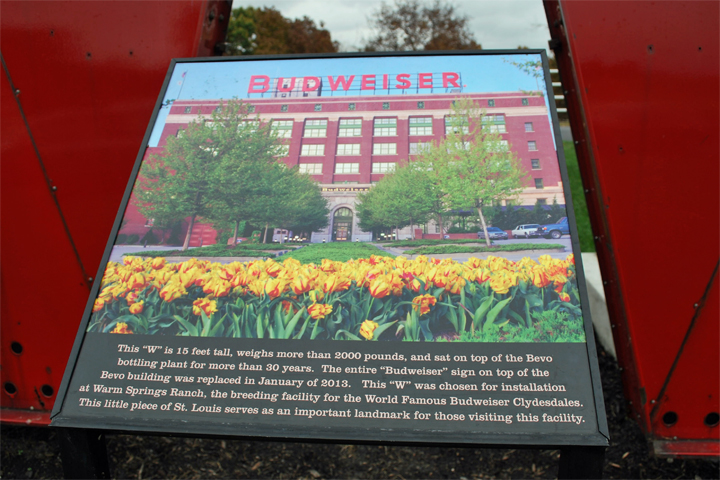 BUDWEISER
Budweiser
This "W" is 15 feet tall, weighs more than 2000 pounds, and sat on top of the Bevo
bottling plant for more than 30 years.  The entire "Budweiser" sign on top of the
Bevo building was replaced in January of 2013.   This "W" was chosen for installation
at Warm Springs Ranch, the breeding facility for the World Famous Budweiser Clydesdales.
This little piece of St. Louis serves as an important landmark for those visiting this facility.